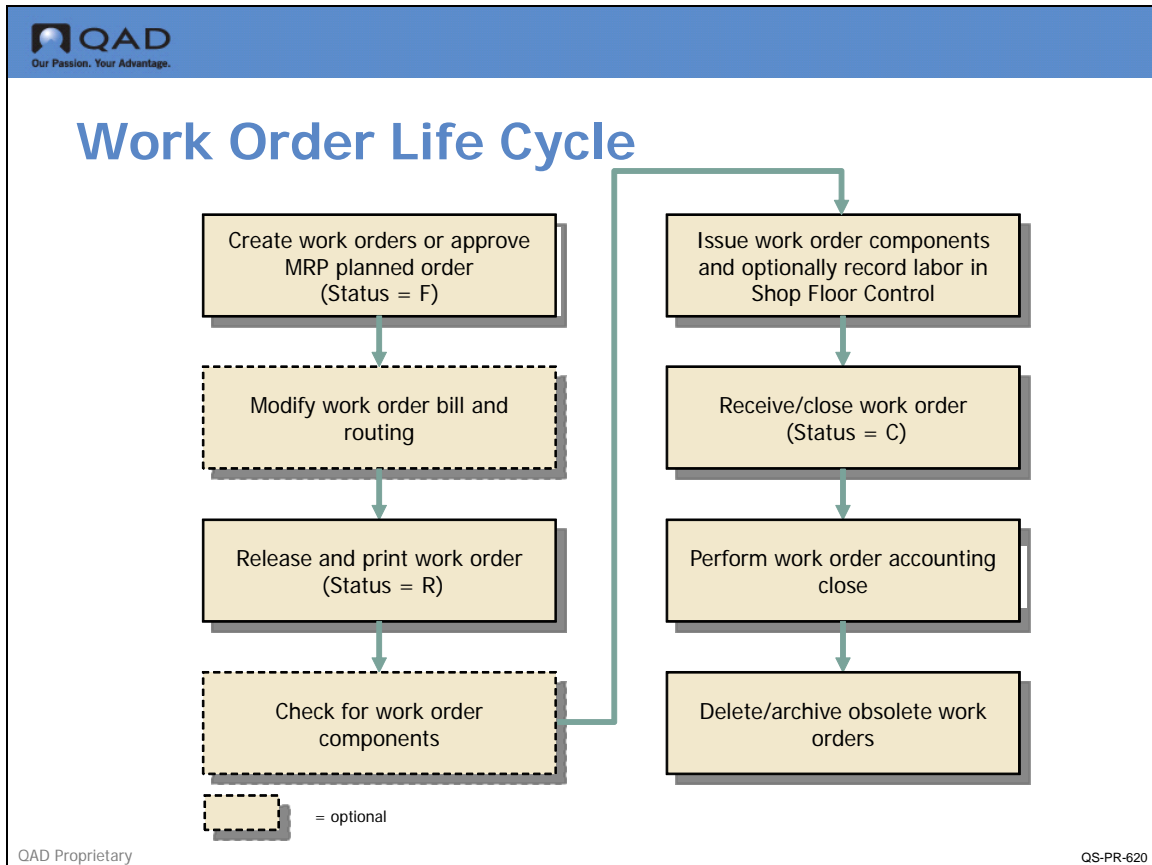 QAD
Our Passion. Your Advantage.
Work Order Life Cycle
Create work orders or approve
MRP planned order
(Status = F)
Modify work order bill and
routing
Release and print work order
(Status = R)
Check for work order
components
Issue work order components
and optionally record labor in
Shop Floor Control
Receive/close work order
(Status = C)
Perform work order accounting
close
Delete/archive obsolete work
orders
= optional
QAD Proprietary
QS-PR-620